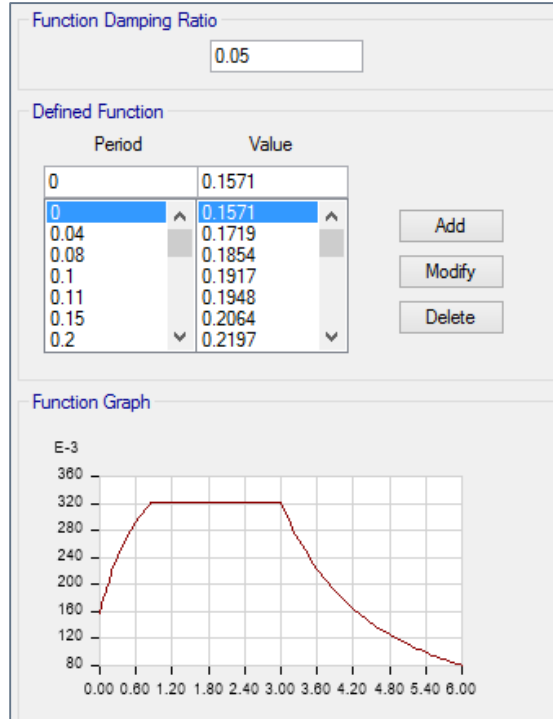 Function Damping Ratio
0.05
Defined Function
Period Value
0 0.1571
0 0.1571
0.04 0.1719
0.08 0.1854
0.1 0.1917
0.11 0.1948
0.15 0.2064
0.2 0.2197
Add
Modify
Delete
Function Graph
E-3
360
320
280
240
200
160
120
80
0.00 0.60 1.20 1.80 2.40 3.00 3.60 4.20 4.80 5.40 6.00